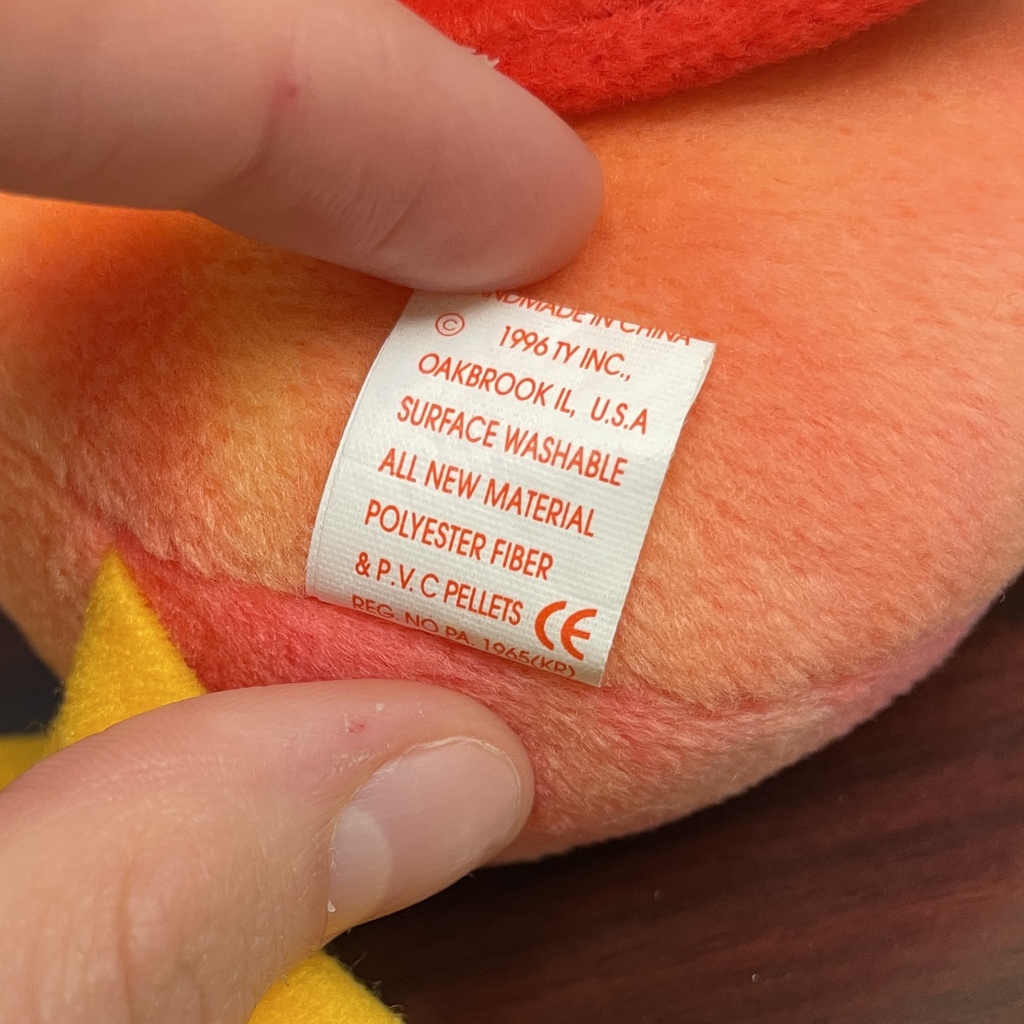 HANDMADE IN CHINA
© 1996 TY INC.,
OAKBROOK IL, U.S.A
SURFACE WASHABLE
ALL NEW MATERIAL
POLYESTER FIBER
& P.V.C PELLETS CE
REG. NO PA. 1965(KR)